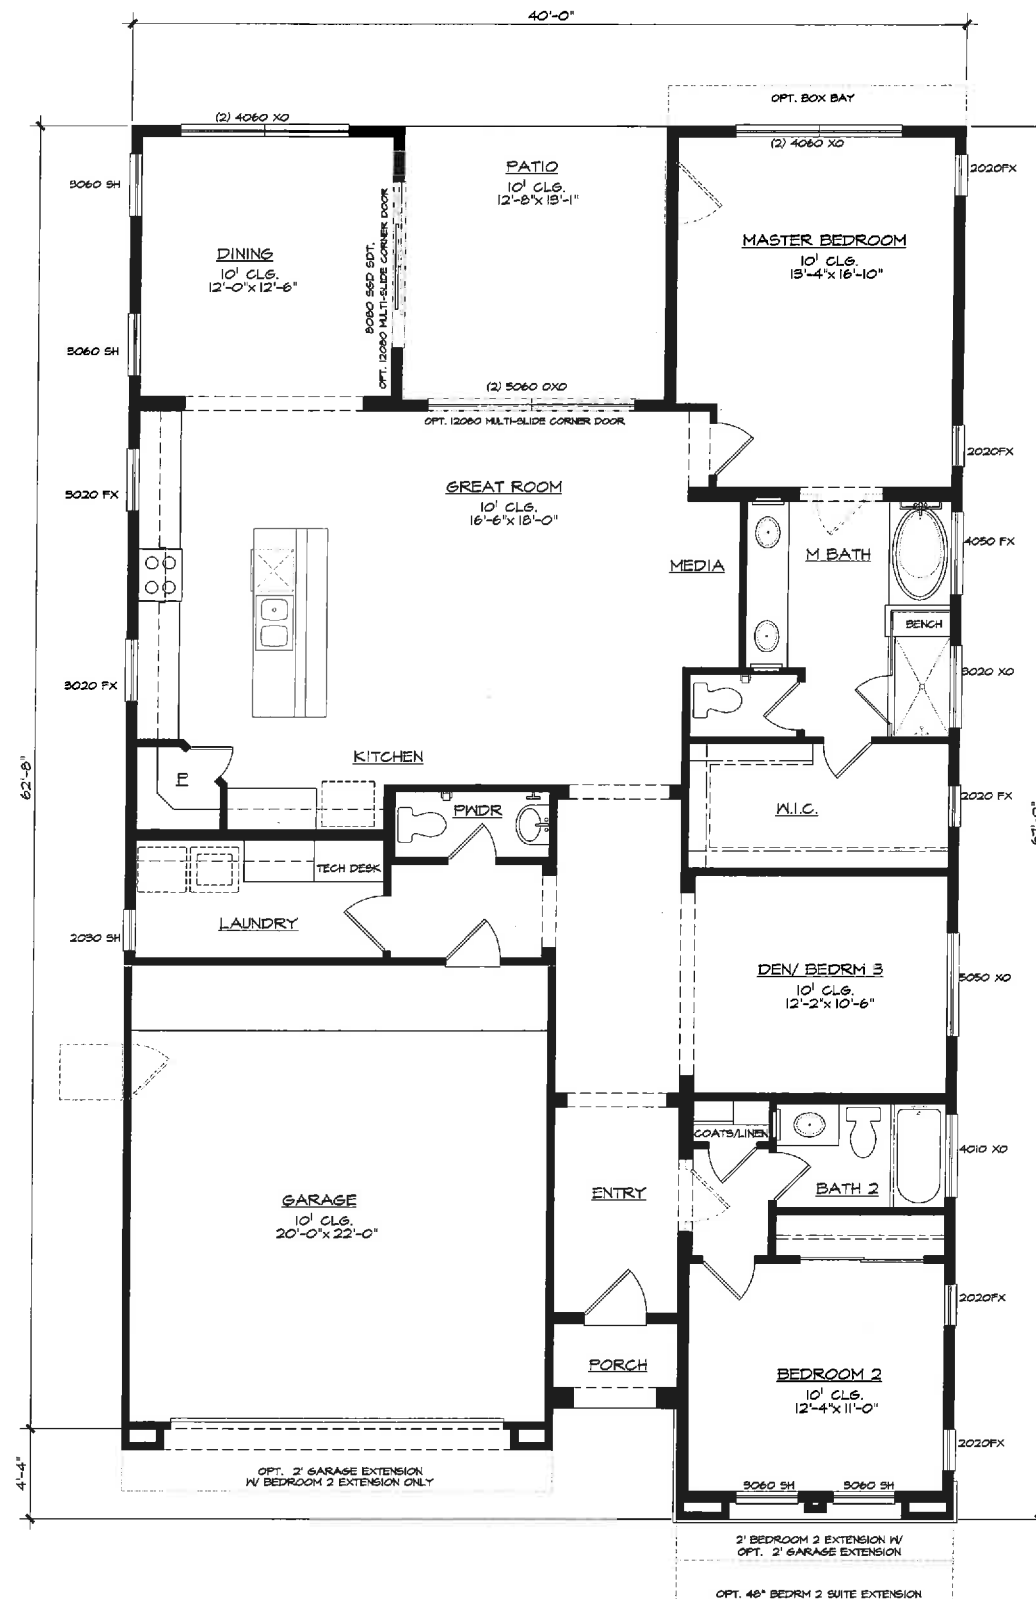 40'-0"
OPT. BOX BAY
(2) 4060 XO
(2) 4060 XO
3060 SH
2020FX
PATIO
10' CLG.
12'-8"x 13'-1"
DINING
10' CLG.
12'-0"x 12'-6"
8080 SGD SDT.
OPT. 12080 MULTI-SLIDE CORNER DOOR
MASTER BEDROOM
10' CLG.
13'-4"x 16'-10"
3060 SH
(2) 5060 OXO
OPT. 12080 MULTI-SLIDE CORNER DOOR
2020FX
3020 FX
GREAT ROOM
10' CLG.
16'-6"x 18'-0"
MEDIA
M. BATH
4050 FX
BENCH
3020 FX
3020 XO
KITCHEN
P
62'-8"
PWDR
W.I.C.
2020 FX
67'-0"
TECH DESK
LAUNDRY
2030 SH
DEN/ BEDRM 3
10' CLG.
12'-2"x 10'-6"
5050 XO
COATS/LINEN
4010 XO
BATH 2
ENTRY
GARAGE
10' CLG.
20'-0"x 22'-0"
2020FX
PORCH
BEDROOM 2
10' CLG.
12'-4"x 11'-0"
2020FX
4'-4"
OPT. 2' GARAGE EXTENSION
W/ BEDROOM 2 EXTENSION ONLY
3060 SH
3060 SH
2' BEDROOM 2 EXTENSION W/
OPT. 2' GARAGE EXTENSION
OPT. 48" BEDRM 2 SUITE EXTENSION